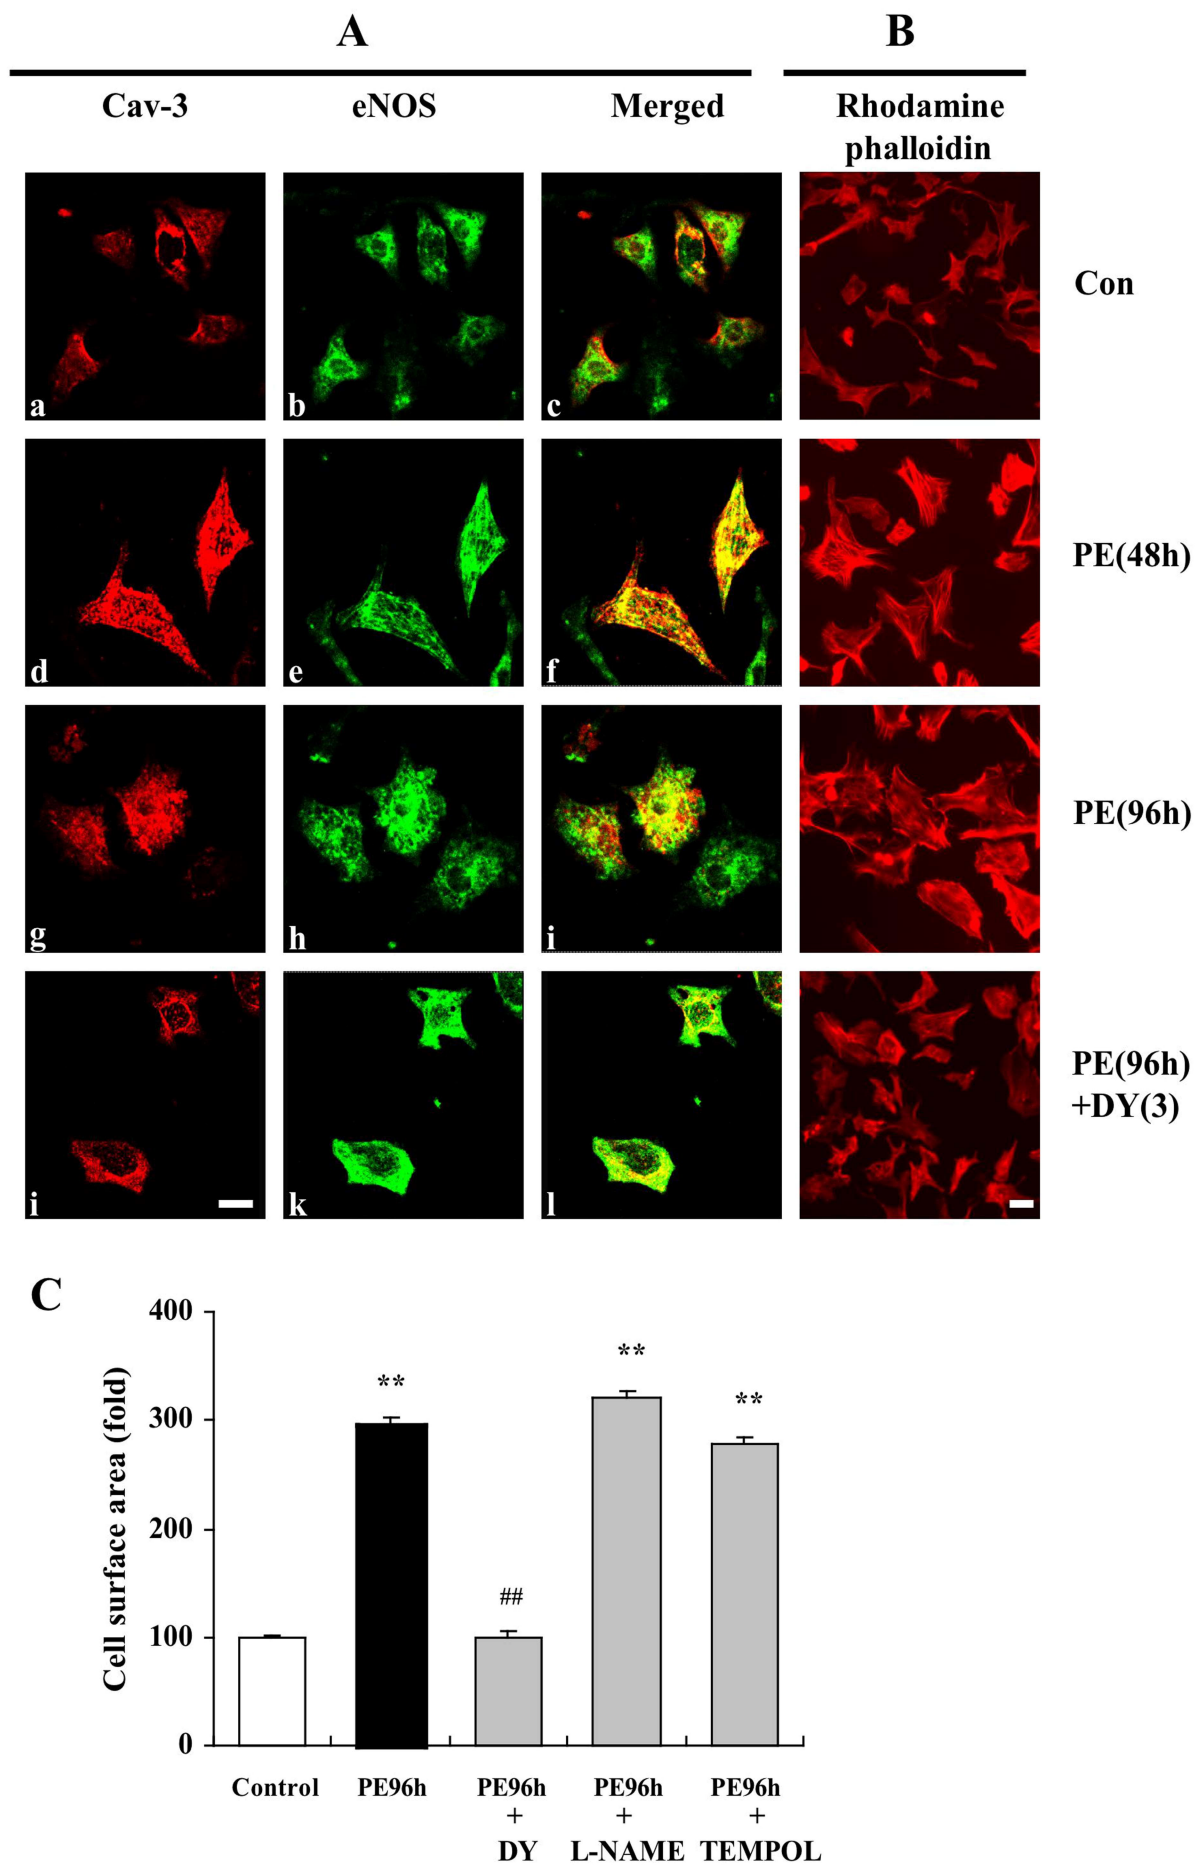 A
B
Cav-3 eNOS Merged Rhodamine
phalloidin
a b c Con
d e f PE(48h)
g h i PE(96h)
i k l PE(96h)
+DY(3)
C
Cell surface area (fold)
400
300
200
100
0
**
##
**
**
Control PE96h PE96h PE96h PE96h
+ + +
DY L-NAME TEMPOL